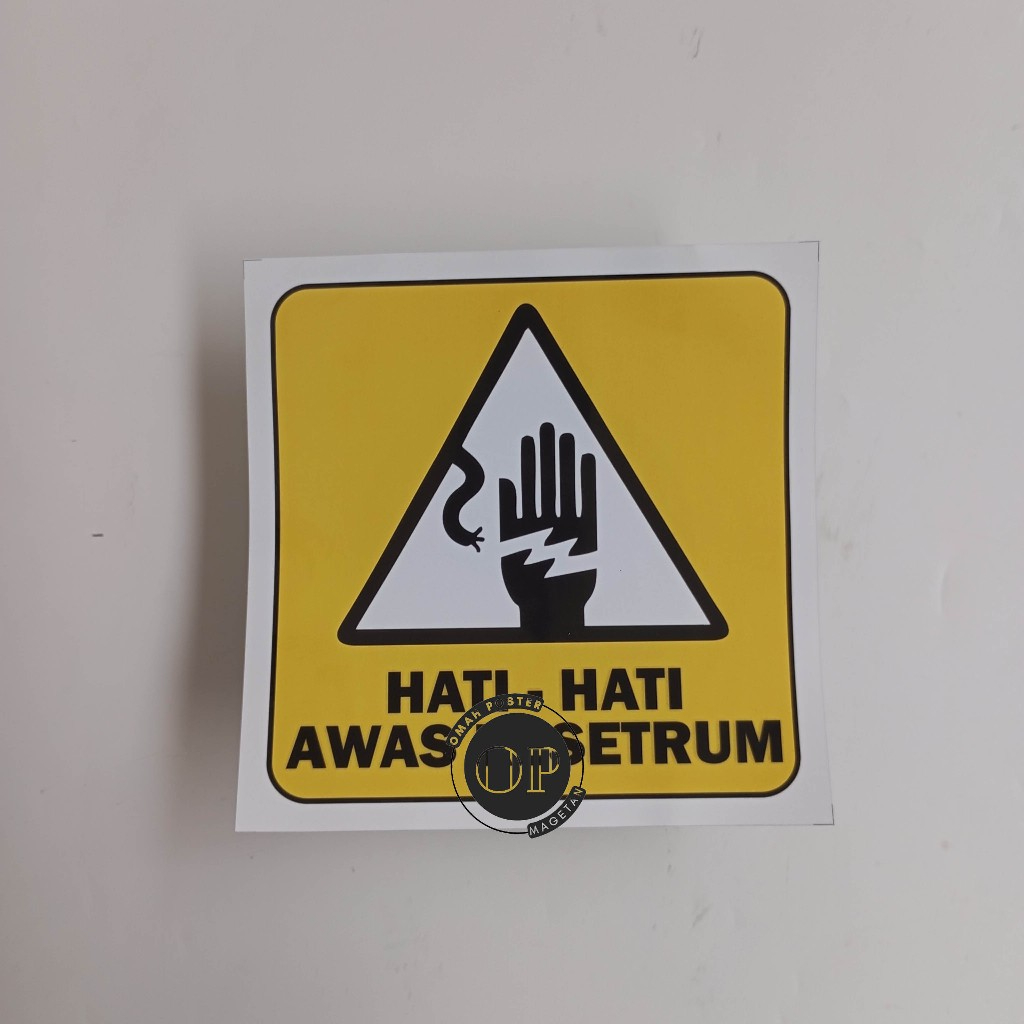 HATI - HATI
AWAS SETRUM
OMAH POSTER
OP
MAGETAN